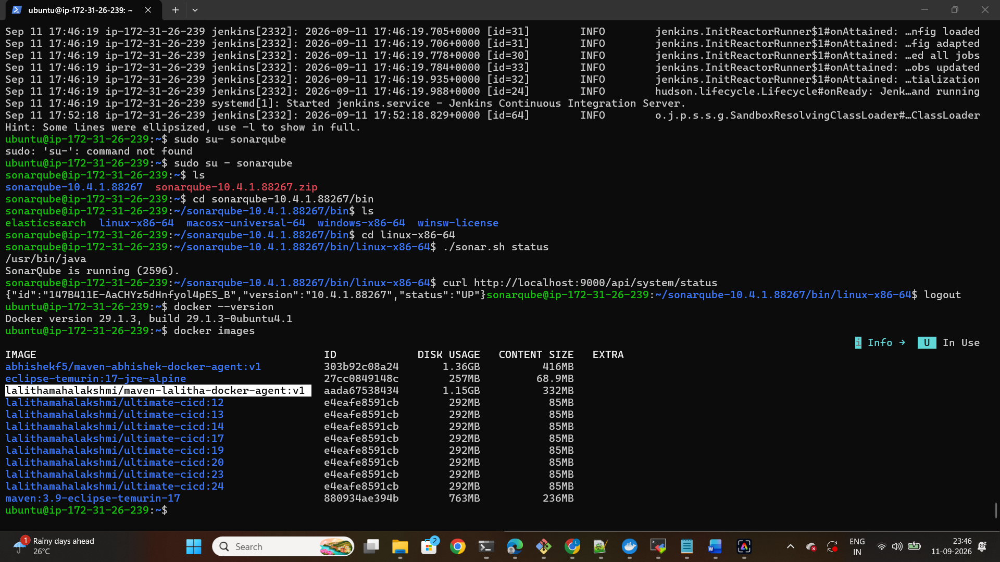 ubuntu@ip-172-31-26-239: ~
Sep 11 17:46:19 ip-172-31-26-239 jenkins[2332]: 2026-09-11 17:46:19.705+0000 [id=31] INFO jenkins.InitReactorRunner$1#onAttained: …nfig loaded
Sep 11 17:46:19 ip-172-31-26-239 jenkins[2332]: 2026-09-11 17:46:19.706+0000 [id=31] INFO jenkins.InitReactorRunner$1#onAttained: …fig adapted
Sep 11 17:46:19 ip-172-31-26-239 jenkins[2332]: 2026-09-11 17:46:19.778+0000 [id=30] INFO jenkins.InitReactorRunner$1#onAttained: …ed all jobs
Sep 11 17:46:19 ip-172-31-26-239 jenkins[2332]: 2026-09-11 17:46:19.784+0000 [id=33] INFO jenkins.InitReactorRunner$1#onAttained: …obs updated
Sep 11 17:46:19 ip-172-31-26-239 jenkins[2332]: 2026-09-11 17:46:19.935+0000 [id=32] INFO jenkins.InitReactorRunner$1#onAttained: …tialization
Sep 11 17:46:19 ip-172-31-26-239 jenkins[2332]: 2026-09-11 17:46:19.988+0000 [id=24] INFO hudson.lifecycle.Lifecycle#onReady: Jenk…and running
Sep 11 17:46:19 ip-172-31-26-239 systemd[1]: Started jenkins.service - Jenkins Continuous Integration Server.
Sep 11 17:52:18 ip-172-31-26-239 jenkins[2332]: 2026-09-11 17:52:18.829+0000 [id=64] INFO o.j.p.s.s.g.SandboxResolvingClassLoader#…ClassLoader
Hint: Some lines were ellipsized, use -l to show in full.
ubuntu@ip-172-31-26-239:~$ sudo su- sonarqube
sudo: 'su-': command not found
ubuntu@ip-172-31-26-239:~$ sudo su - sonarqube
sonarqube@ip-172-31-26-239:~$ ls
sonarqube-10.4.1.88267 sonarqube-10.4.1.88267.zip
sonarqube@ip-172-31-26-239:~$ cd sonarqube-10.4.1.88267/bin
sonarqube@ip-172-31-26-239:~/sonarqube-10.4.1.88267/bin$ ls
elasticsearch linux-x86-64 macosx-universal-64 windows-x86-64 winsw-license
sonarqube@ip-172-31-26-239:~/sonarqube-10.4.1.88267/bin$ cd linux-x86-64
sonarqube@ip-172-31-26-239:~/sonarqube-10.4.1.88267/bin/linux-x86-64$ ./sonar.sh status
/usr/bin/java
SonarQube is running (2596).
sonarqube@ip-172-31-26-239:~/sonarqube-10.4.1.88267/bin/linux-x86-64$ curl http://localhost:9000/api/system/status
{"id":"147B411E-AaCHYz5dHnfyol4pES_B","version":"10.4.1.88267","status":"UP"}sonarqube@ip-172-31-26-239:~/sonarqube-10.4.1.88267/bin/linux-x86-64$ logout
ubuntu@ip-172-31-26-239:~$ docker --version
Docker version 29.1.3, build 29.1.3-0ubuntu4.1
ubuntu@ip-172-31-26-239:~$ docker images
i Info → U In Use
IMAGE ID DISK USAGE CONTENT SIZE EXTRA
abhishekf5/maven-abhishek-docker-agent:v1 303b92c08a24 1.36GB 416MB
eclipse-temurin:17-jre-alpine 27cc0849148c 257MB 68.9MB
lalithamahalakshmi/maven-lalitha-docker-agent:v1 aada67538434 1.15GB 332MB
lalithamahalakshmi/ultimate-cicd:12 e4eafe8591cb 292MB 85MB
lalithamahalakshmi/ultimate-cicd:13 e4eafe8591cb 292MB 85MB
lalithamahalakshmi/ultimate-cicd:14 e4eafe8591cb 292MB 85MB
lalithamahalakshmi/ultimate-cicd:17 e4eafe8591cb 292MB 85MB
lalithamahalakshmi/ultimate-cicd:19 e4eafe8591cb 292MB 85MB
lalithamahalakshmi/ultimate-cicd:20 e4eafe8591cb 292MB 85MB
lalithamahalakshmi/ultimate-cicd:23 e4eafe8591cb 292MB 85MB
lalithamahalakshmi/ultimate-cicd:24 e4eafe8591cb 292MB 85MB
maven:3.9-eclipse-temurin-17 880934ae394b 763MB 236MB
ubuntu@ip-172-31-26-239:~$
1 Rainy days ahead
26°C
Search
2
ENG
IN
23:46
11-09-2026